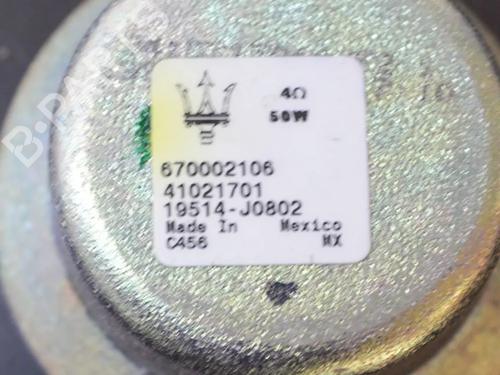 4Ω
50W
670002106
41021701
19514-J0802
Made In Mexico
C456 MX
B-PARTS